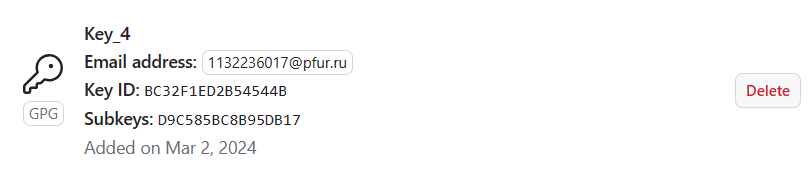 Key_4
Email address: 1132236017@pfur.ru
Key ID: BC32F1ED2B54544B
GPG
Delete
Subkeys: D9C585BC8B95DB17
Added on Mar 2, 2024